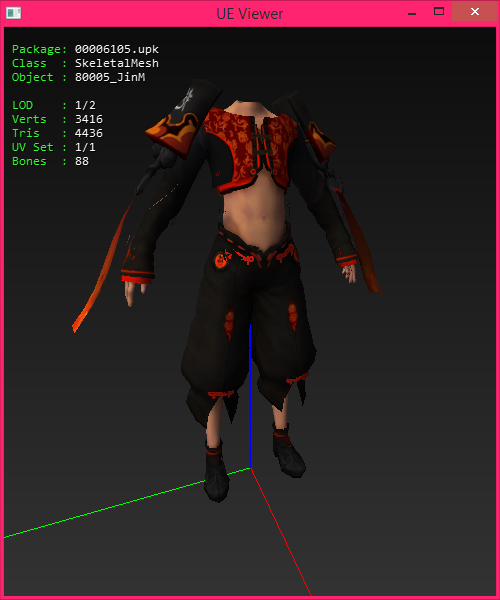 UE Viewer
Package: 00006105.upk
Class : SkeletalMesh
Object : 80005_JinM
LOD : 1/2
Verts : 3416
Tris : 4436
UV Set : 1/1
Bones : 88